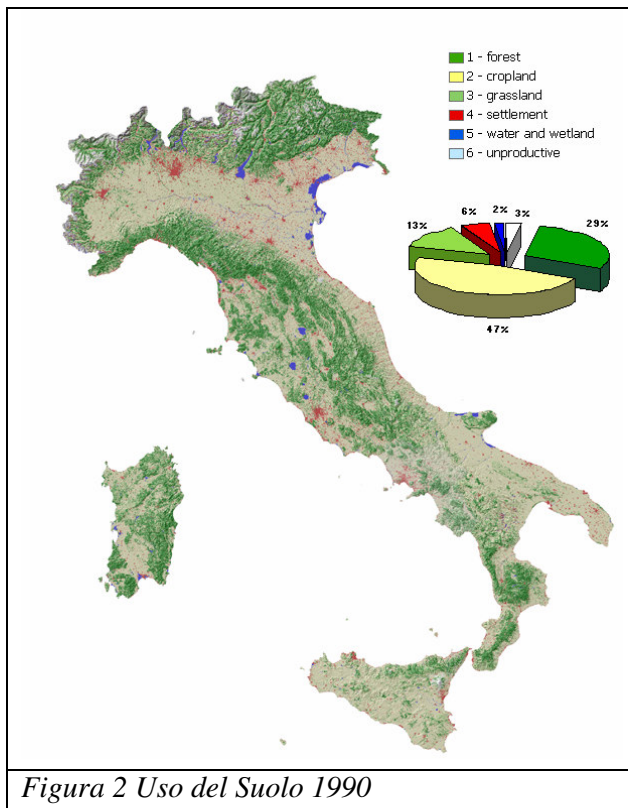 1 - forest
2 - cropland
3 - grassland
4 - settlement
5 - water and wetland
6 - unproductive
6%
2%
3%
13%
29%
47%
Figura 2 Uso del Suolo 1990